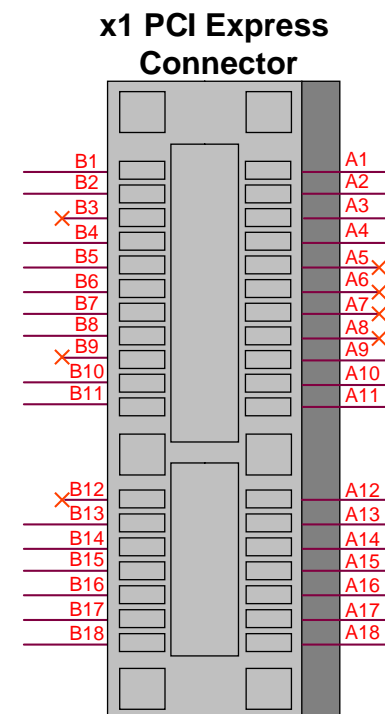 x1 PCI Express
Connector
B1 A1
B2 A2
B3 A3
B4 A4
B5 A5
B6 A6
B7 A7
B8 A8
B9 A9
B10 A10
B11 A11
B12 A12
B13 A13
B14 A14
B15 A15
B16 A16
B17 A17
B18 A18